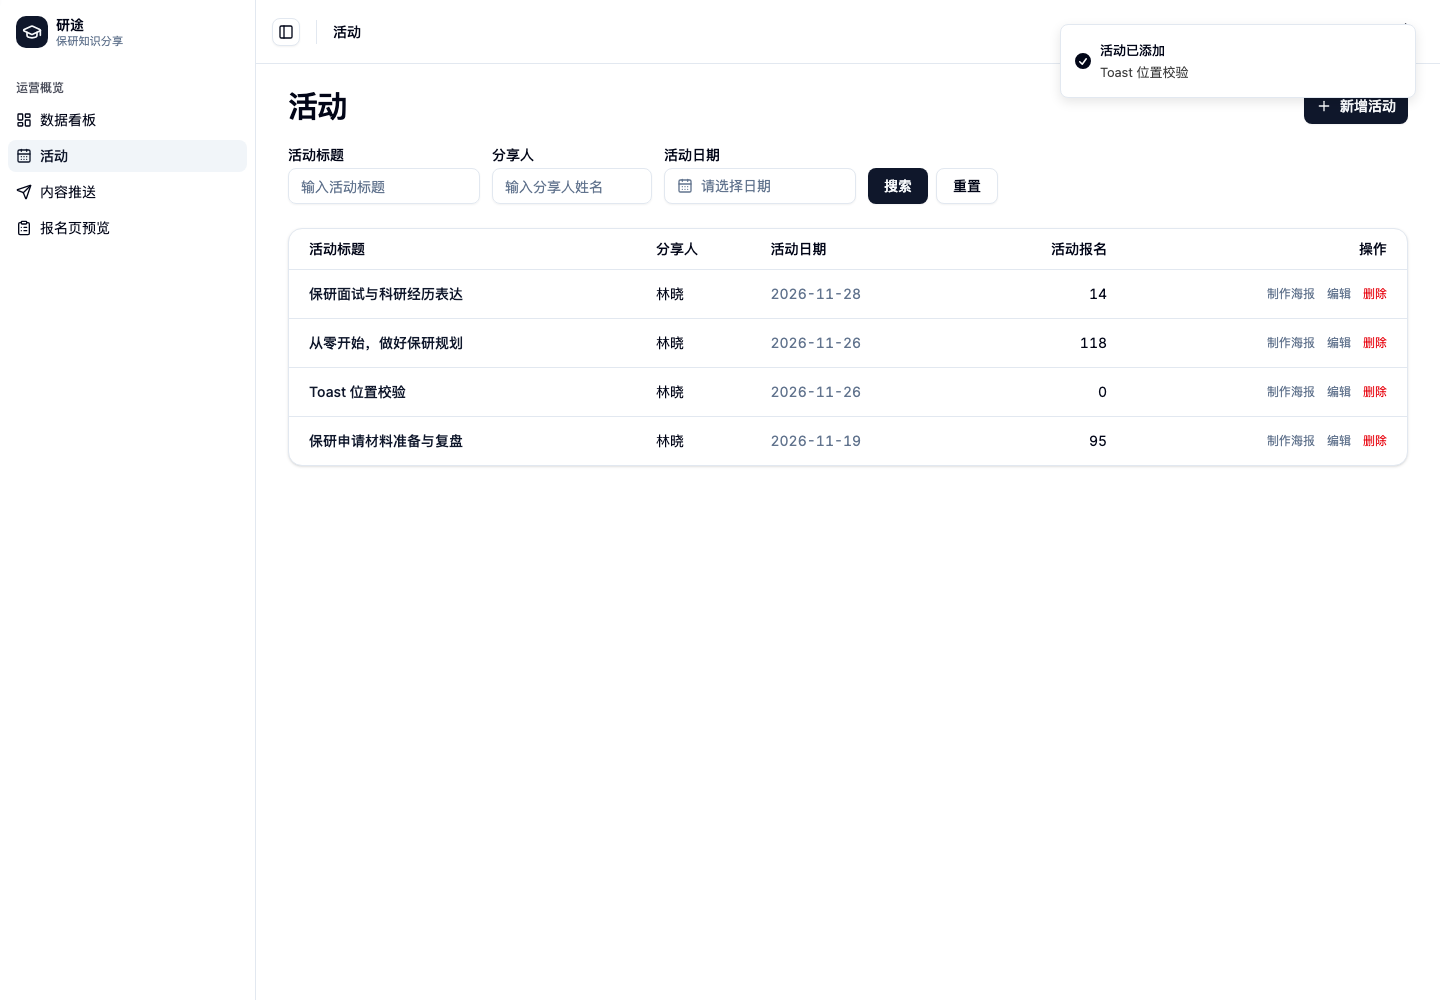 研途
保研知识分享
运营概览
数据看板
活动
内容推送
报名页预览
活动
活动已添加
Toast 位置校验
活动
新增活动
活动标题
分享人
活动日期
输入活动标题
输入分享人姓名
请选择日期
搜索
重置
活动标题 分享人 活动日期 活动报名 操作
保研面试与科研经历表达 林晓 2026-11-28 14 制作海报 编辑 删除
从零开始，做好保研规划 林晓 2026-11-26 118 制作海报 编辑 删除
Toast 位置校验 林晓 2026-11-26 0 制作海报 编辑 删除
保研申请材料准备与复盘 林晓 2026-11-19 95 制作海报 编辑 删除